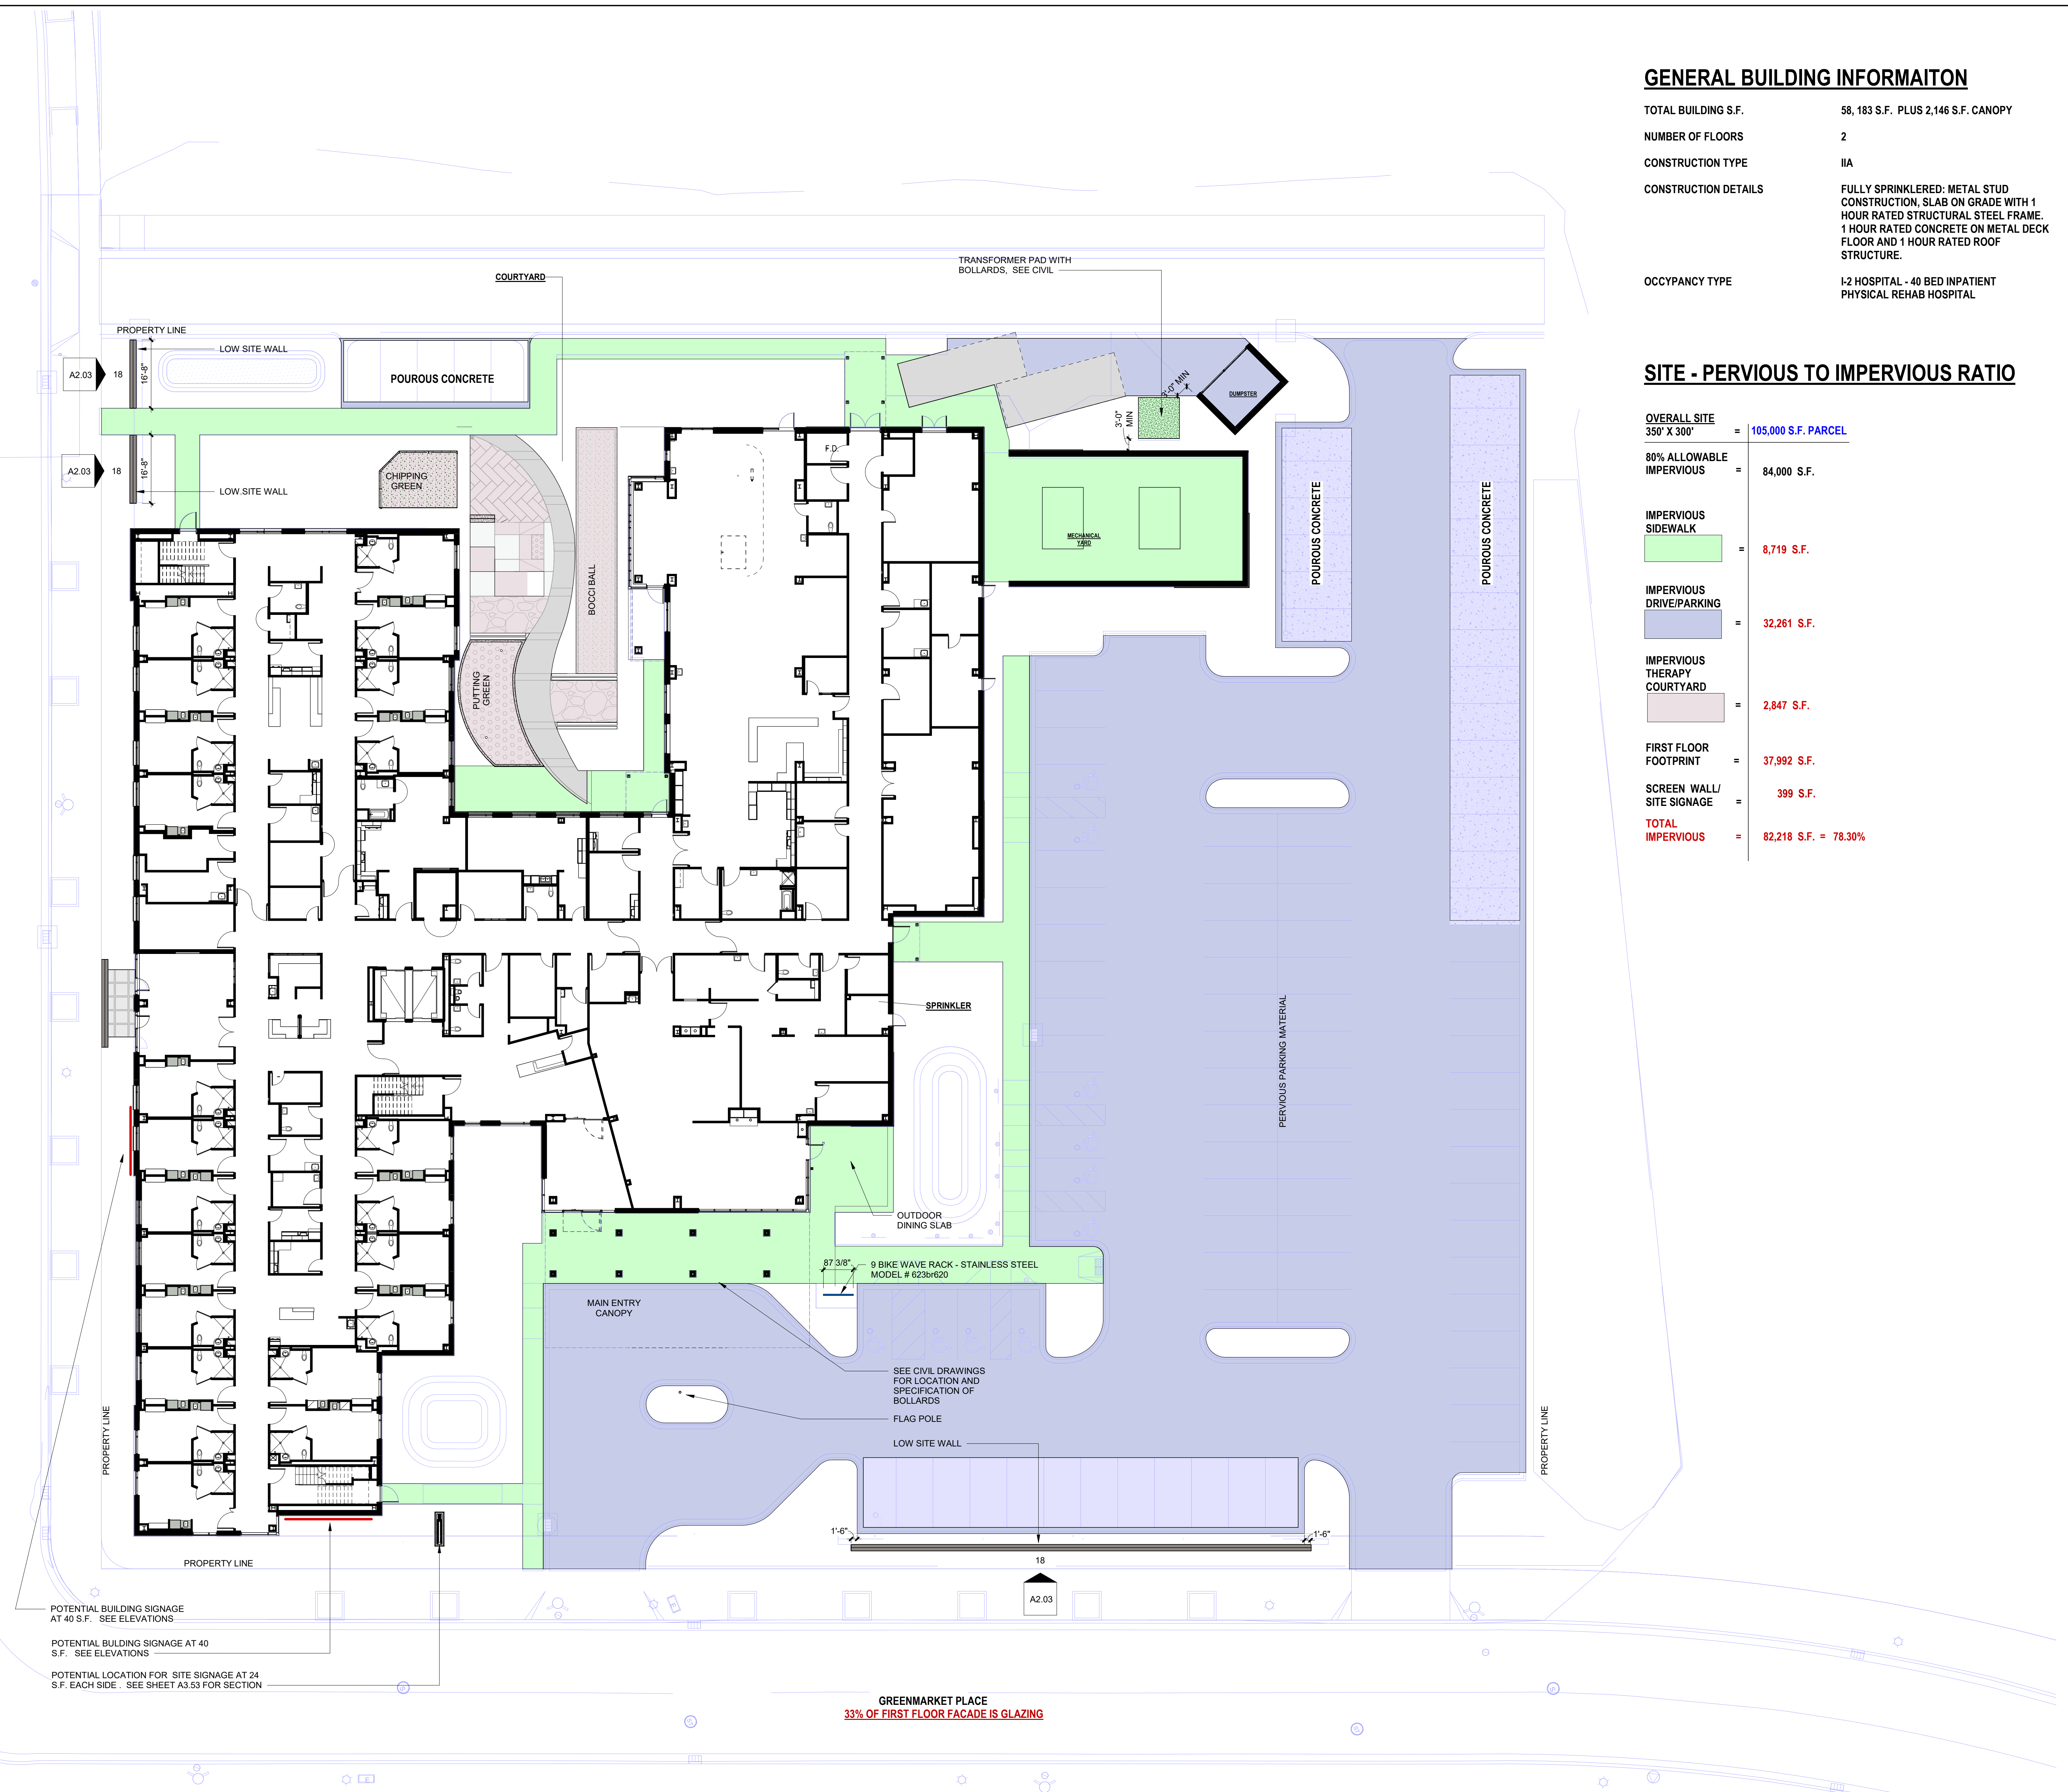 GENERAL BUILDING INFORMAITON
TOTAL BUILDING S.F. 58, 183 S.F. PLUS 2,146 S.F. CANOPY
NUMBER OF FLOORS 2
CONSTRUCTION TYPE IIA
CONSTRUCTION DETAILS FULLY SPRINKLERED: METAL STUD
CONSTRUCTION, SLAB ON GRADE WITH 1
HOUR RATED STRUCTURAL STEEL FRAME.
1 HOUR RATED CONCRETE ON METAL DECK
FLOOR AND 1 HOUR RATED ROOF
STRUCTURE.
OCCYPANCY TYPE I-2 HOSPITAL - 40 BED INPATIENT
PHYSICAL REHAB HOSPITAL
SITE - PERVIOUS TO IMPERVIOUS RATIO
OVERALL SITE
350' X 300' = 105,000 S.F. PARCEL
80% ALLOWABLE
IMPERVIOUS = 84,000 S.F.
IMPERVIOUS
SIDEWALK
= 8,719 S.F.
IMPERVIOUS
DRIVE/PARKING
= 32,261 S.F.
IMPERVIOUS
THERAPY
COURTYARD
= 2,847 S.F.
FIRST FLOOR
FOOTPRINT = 37,992 S.F.
SCREEN WALL/
SITE SIGNAGE = 399 S.F.
TOTAL
IMPERVIOUS = 82,218 S.F. = 78.30%
TRANSFORMER PAD WITH
BOLLARDS, SEE CIVIL
COURTYARD
PROPERTY LINE
LOW SITE WALL
A2.03 18
16'-8"
POUROUS CONCRETE
3'-0" MIN
DUMPSTER
3'-0"
MIN
A2.03 18
16'-8"
LOW SITE WALL
CHIPPING
GREEN
F.D.
MECHANICAL
YARD
POUROUS CONCRETE
POUROUS CONCRETE
BOCCI BALL
PUTTING
GREEN
SPRINKLER
PERVIOUS PARKING MATERIAL
OUTDOOR
DINING SLAB
87 3/8"
9 BIKE WAVE RACK - STAINLESS STEEL
MODEL # 623br620
MAIN ENTRY
CANOPY
SEE CIVIL DRAWINGS
FOR LOCATION AND
SPECIFICATION OF
BOLLARDS
FLAG POLE
LOW SITE WALL
PROPERTY LINE
PROPERTY LINE
1'-6"
1'-6"
18
A2.03
PROPERTY LINE
POTENTIAL BUILDING SIGNAGE
AT 40 S.F. SEE ELEVATIONS
POTENTIAL BULDING SIGNAGE AT 40
S.F. SEE ELEVATIONS
POTENTIAL LOCATION FOR SITE SIGNAGE AT 24
S.F. EACH SIDE . SEE SHEET A3.53 FOR SECTION
GREENMARKET PLACE
33% OF FIRST FLOOR FACADE IS GLAZING